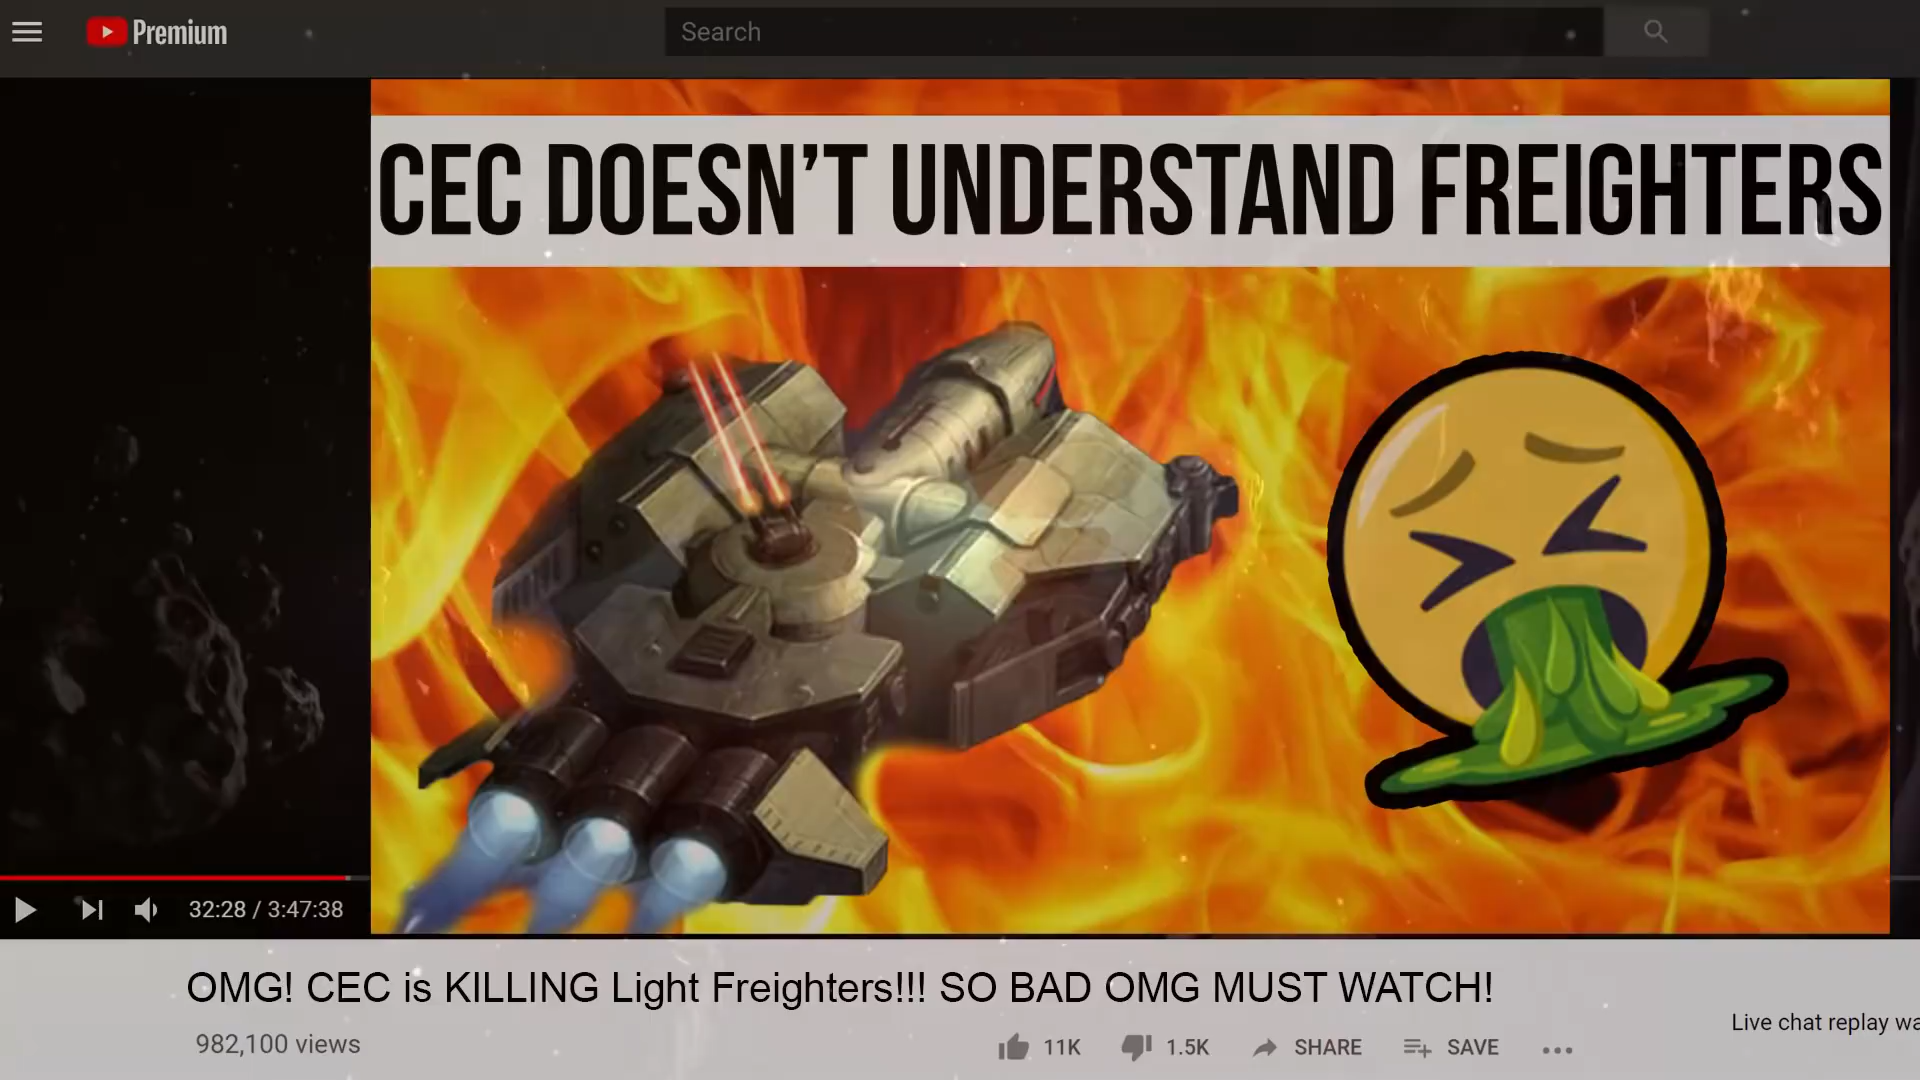 Premium
Search
CEC DOESN'T UNDERSTAND FREIGHTERS
32:28 / 3:47:38
OMG! CEC is KILLING Light Freighters!!! SO BAD OMG MUST WATCH!
982,100 views
11K
1.5K
SHARE
SAVE
Live chat replay wa